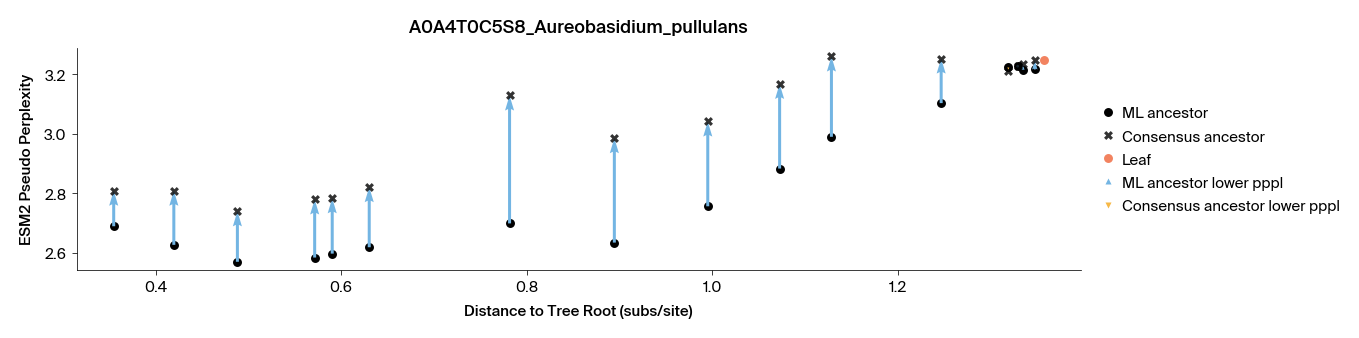 A0A4T0C5S8_Aureobasidium_pullulans
ESM2 Pseudo Perplexity
3.2
3.0
2.8
2.6
0.4
0.6
0.8
1.0
1.2
Distance to Tree Root (subs/site)
ML ancestor
Consensus ancestor
Leaf
ML ancestor lower pppl
Consensus ancestor lower pppl